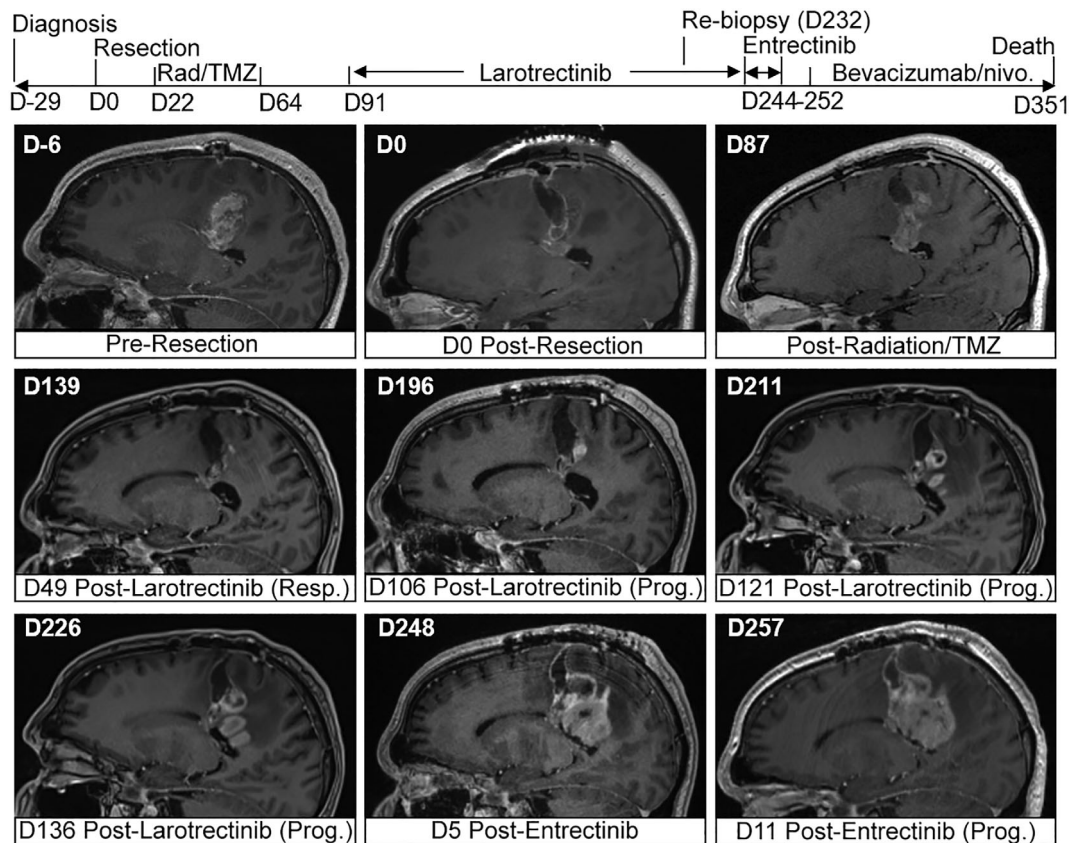 Diagnosis
Resection
Rad/TMZ
Larotrectinib
Re-biopsy (D232)
Entrectinib
Bevacizumab/nivo.
Death
D-29
D0
D22
D64
D91
D244-252
D351
D-6
Pre-Resection
D0
D0 Post-Resection
D87
Post-Radiation/TMZ
D139
D49 Post-Larotrectinib (Resp.)
D196
D106 Post-Larotrectinib (Prog.)
D211
D121 Post-Larotrectinib (Prog.)
D226
D136 Post-Larotrectinib (Prog.)
D248
D5 Post-Entrectinib
D257
D11 Post-Entrectinib (Prog.)